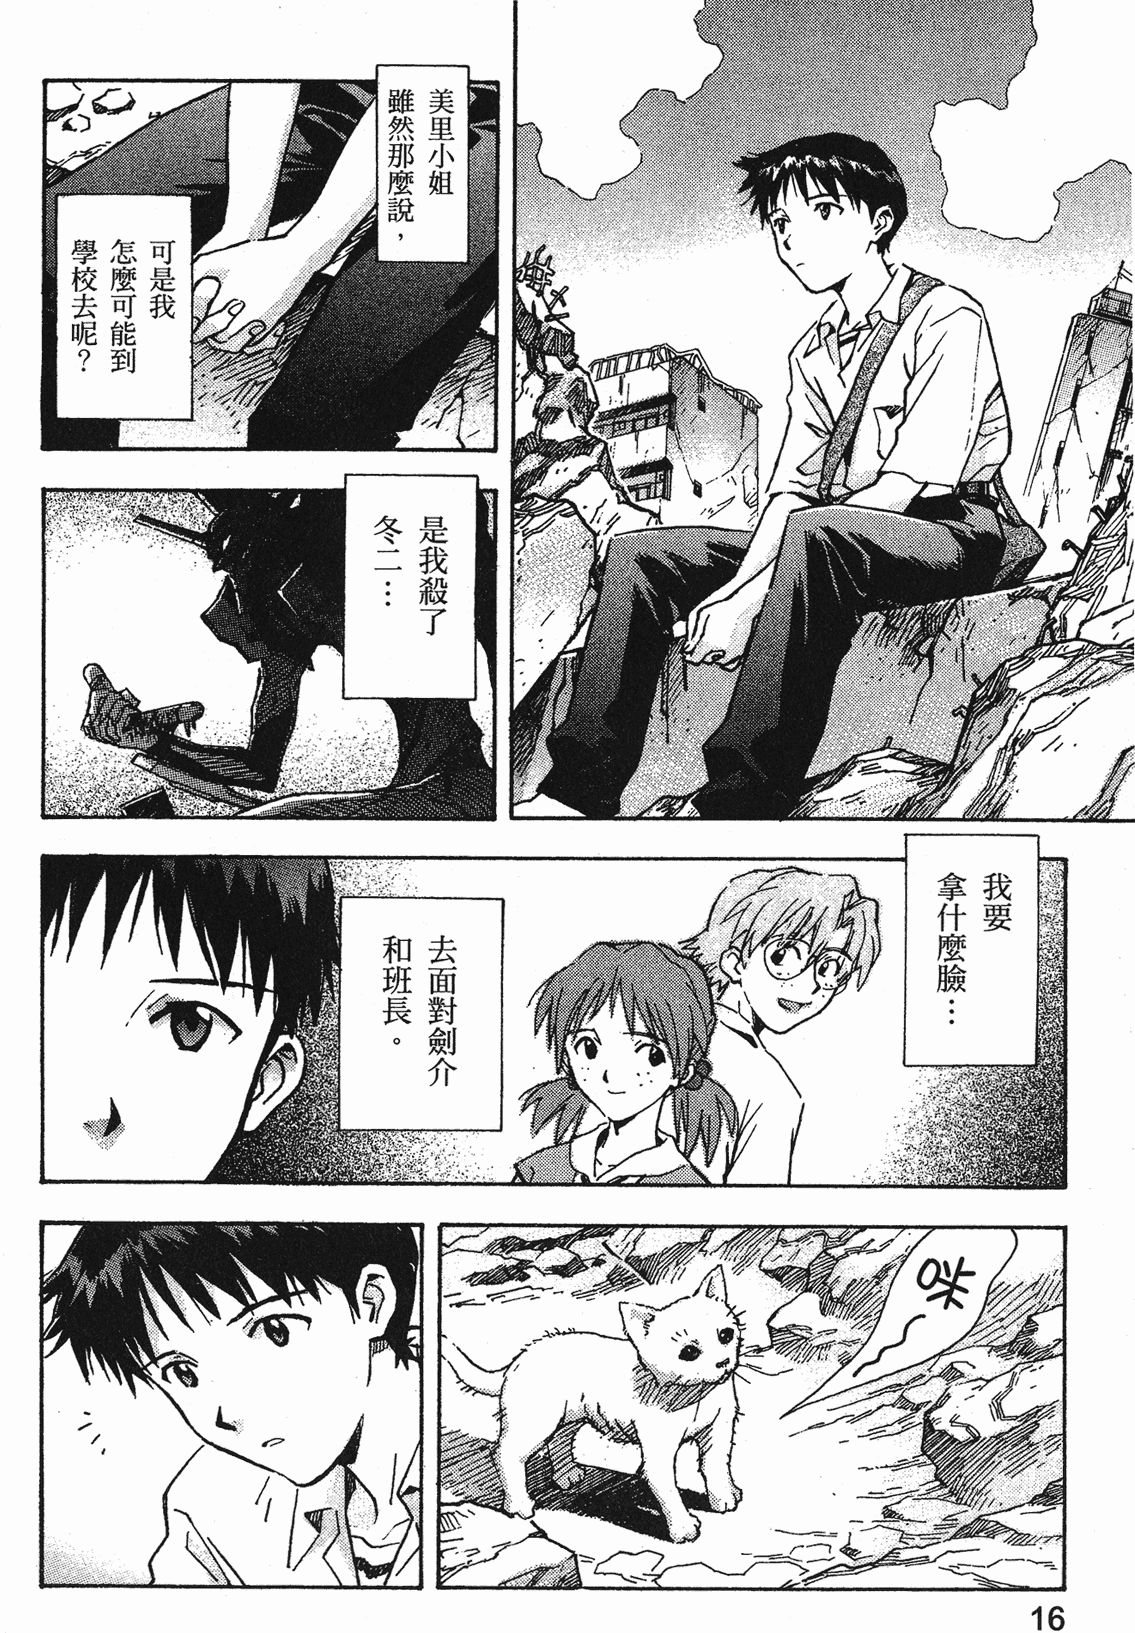 美里小姐
雖然那麼說，
可是我
怎麼可能到
學校去呢？
是我殺了
冬二…
我要
拿什麼臉…
去面對劍介
和班長。
咪
16